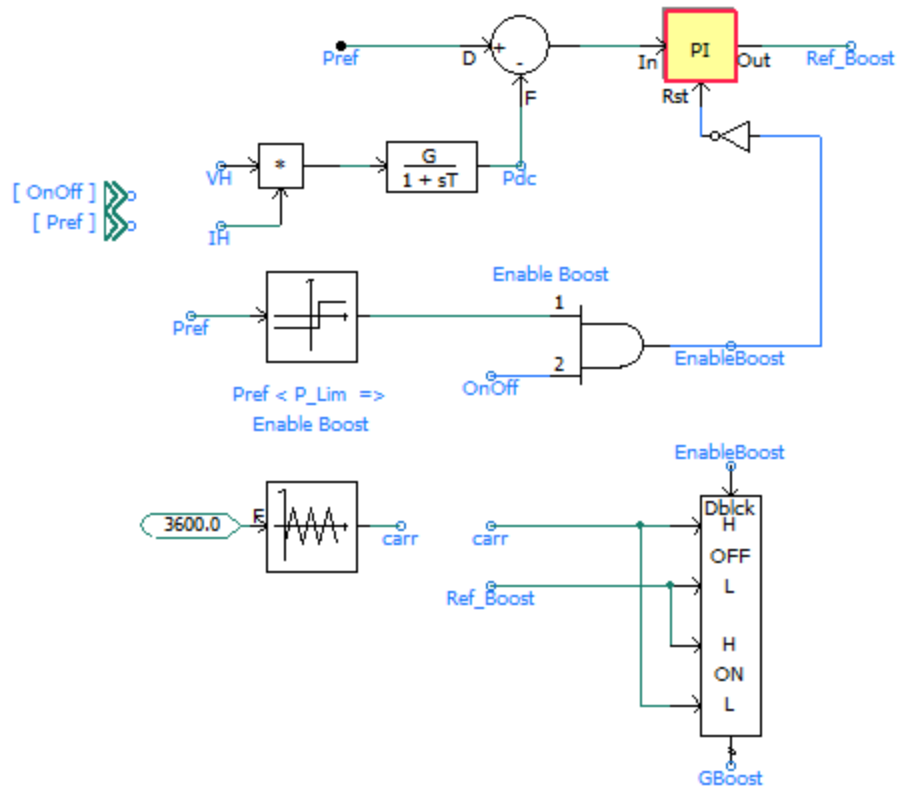 Pref
D
+
-
F
In
PI
Out
Ref_Boost
Rst
[ OnOff ]
[ Pref ]
VH
*
IH
G
1 + sT
Pdc
Enable Boost
Pref
1
2
OnOff
EnableBoost
Pref < P_Lim =>
Enable Boost
3600.0
F
carr
carr
Ref_Boost
EnableBoost
Dblck
H
OFF
L
H
ON
L
GBoost